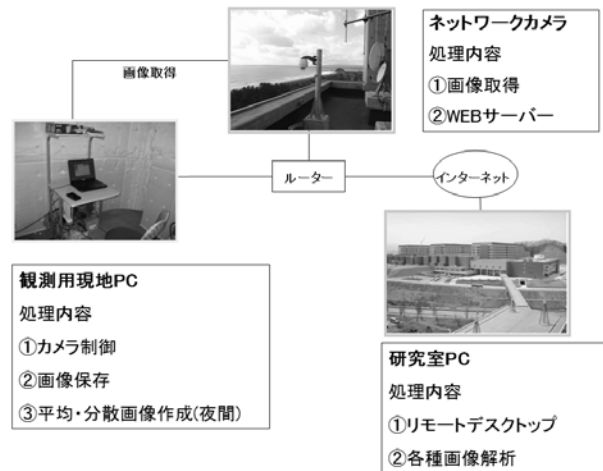 ネットワークカメラ
処理内容
①画像取得
②WEBサーバー
画像取得
ルーター
インターネット
観測用現地PC
処理内容
①カメラ制御
②画像保存
③平均・分散画像作成(夜間)
研究室PC
処理内容
①リモートデスクトップ
②各種画像解析